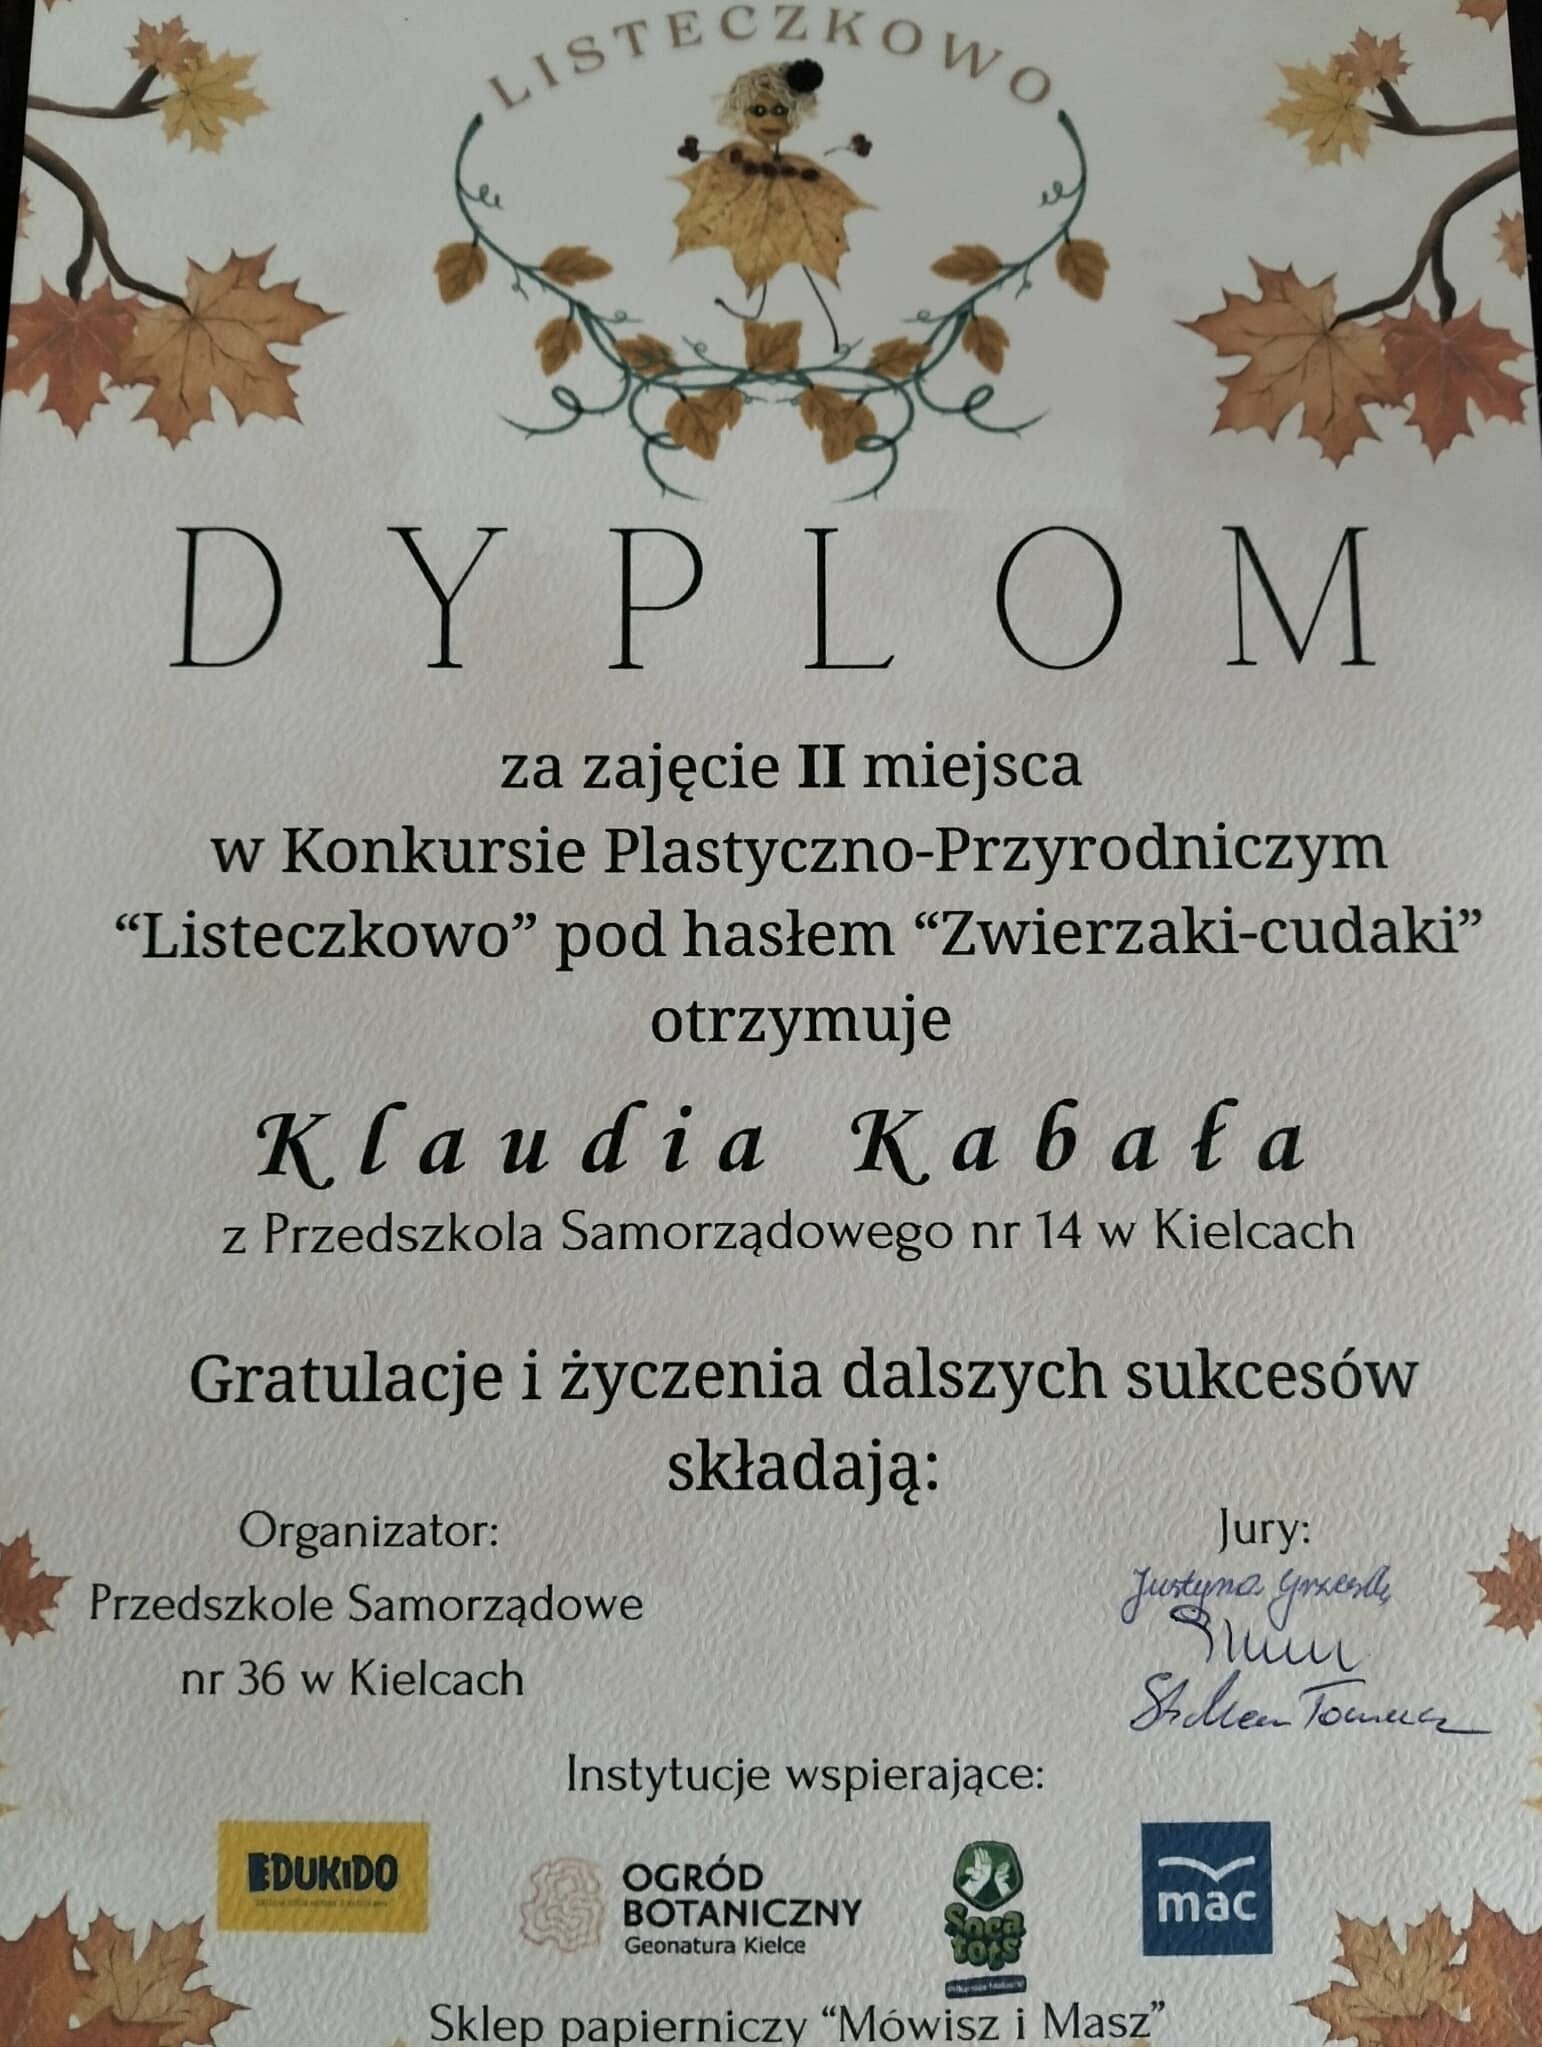 LISTECZKOWO
DYPLOM
za zajęcie II miejsca
w Konkursie Plastyczno-Przyrodniczym
“Listeczkowo” pod hasłem “Zwierzaki-cudaki”
otrzymuje
Klaudia Kabała
z Przedszkola Samorządowego nr 14 w Kielcach
Gratulacje i życzenia dalszych sukcesów
składają:
Organizator:
Przedszkole Samorządowe
nr 36 w Kielcach
Jury:
Justyna
Instytucje wspierające:
EDUKIDO
OGRÓD
BOTANICZNY
Geonatura Kielce
Soca
tots
mac
Sklep papierniczy “Mówisz i Masz”